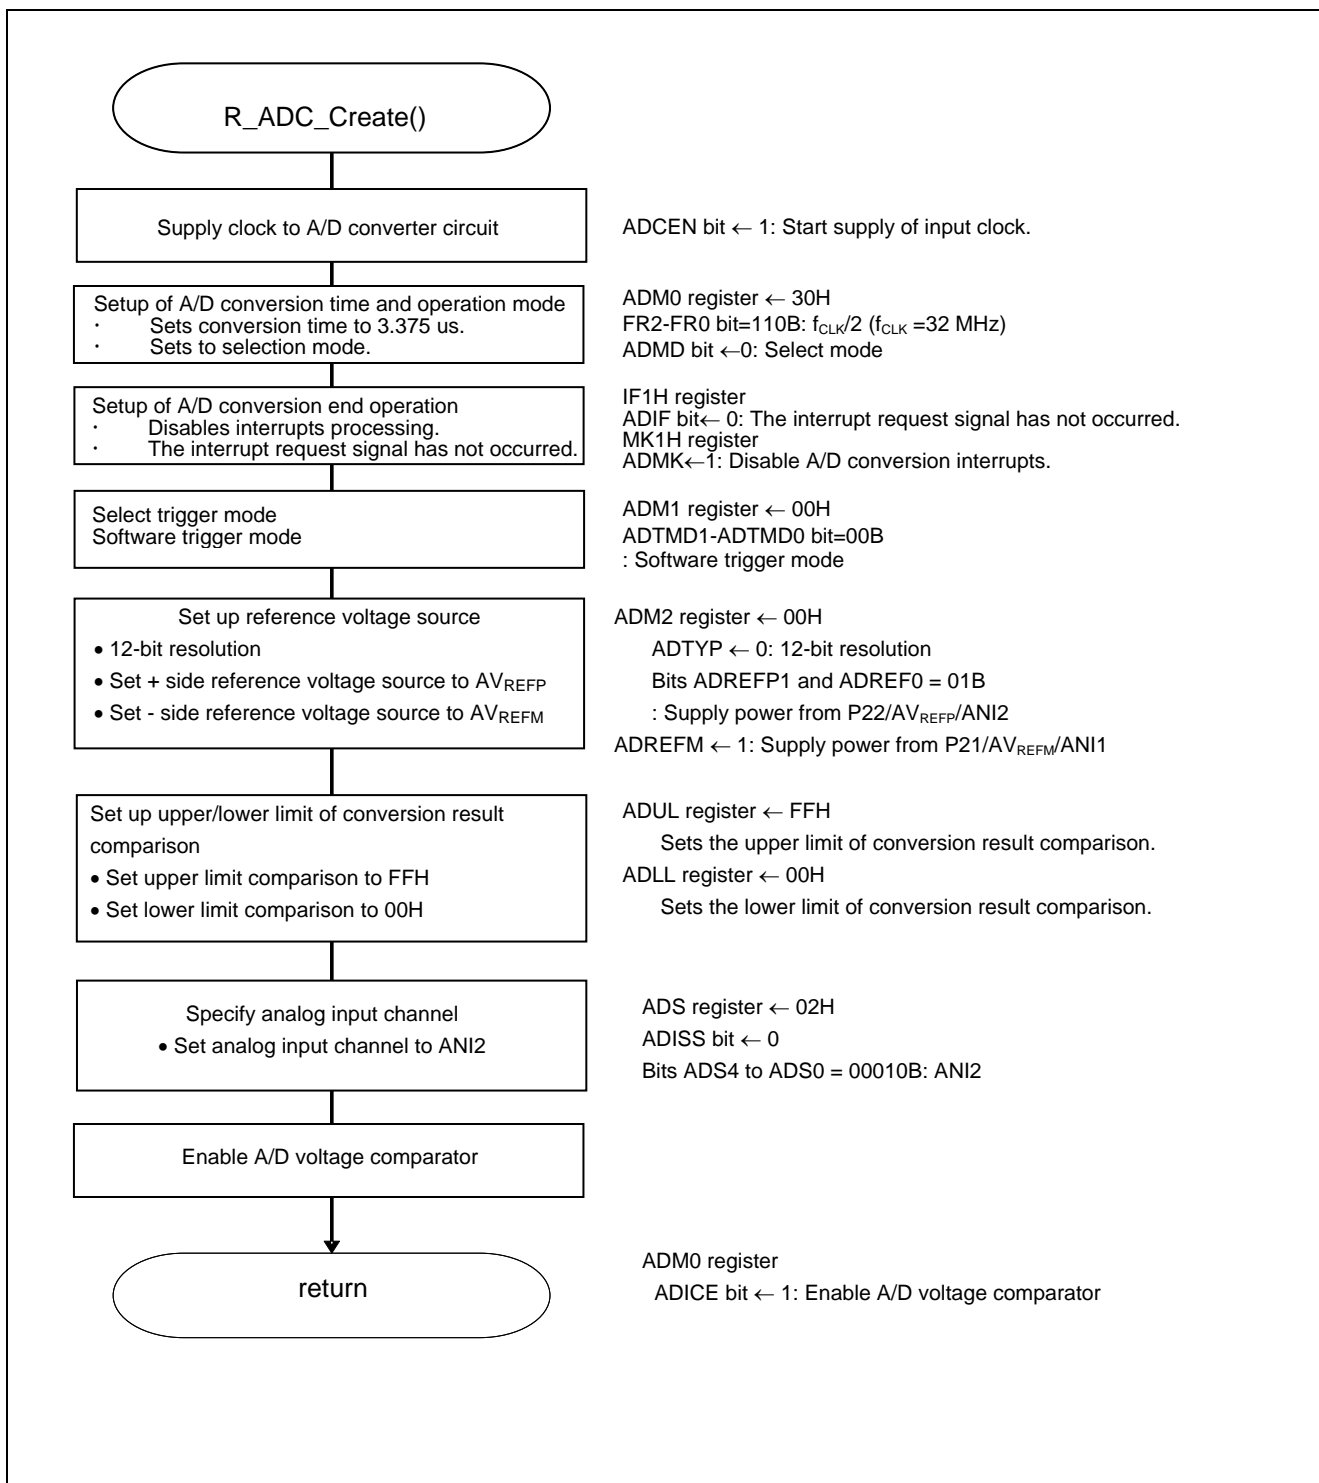 R_ADC_Create()
Supply clock to A/D converter circuit
ADCEN bit ← 1: Start supply of input clock.
Setup of A/D conversion time and operation mode
· Sets conversion time to 3.375 us.
· Sets to selection mode.
ADM0 register ← 30H
FR2-FR0 bit=110B: fCLK/2 (fCLK =32 MHz)
ADMD bit ←0: Select mode
Setup of A/D conversion end operation
· Disables interrupts processing.
· The interrupt request signal has not occurred.
IF1H register
ADIF bit← 0: The interrupt request signal has not occurred.
MK1H register
ADMK←1: Disable A/D conversion interrupts.
Select trigger mode
Software trigger mode
ADM1 register ← 00H
ADTMD1-ADTMD0 bit=00B
: Software trigger mode
Set up reference voltage source
• 12-bit resolution
• Set + side reference voltage source to AVREFP
• Set - side reference voltage source to AVREFM
ADM2 register ← 00H
ADTYP ← 0: 12-bit resolution
Bits ADREFP1 and ADREF0 = 01B
: Supply power from P22/AVREFP/ANI2
ADREFM ← 1: Supply power from P21/AVREFM/ANI1
Set up upper/lower limit of conversion result
comparison
• Set upper limit comparison to FFH
• Set lower limit comparison to 00H
ADUL register ← FFH
Sets the upper limit of conversion result comparison.
ADLL register ← 00H
Sets the lower limit of conversion result comparison.
Specify analog input channel
• Set analog input channel to ANI2
ADS register ← 02H
ADISS bit ← 0
Bits ADS4 to ADS0 = 00010B: ANI2
Enable A/D voltage comparator
return
ADM0 register
ADICE bit ← 1: Enable A/D voltage comparator